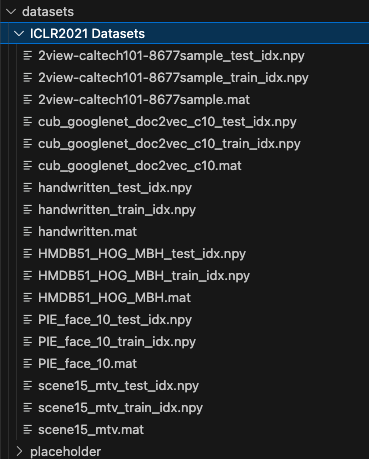 datasets
ICLR2021 Datasets
2view-caltech101-8677sample_test_idx.npy
2view-caltech101-8677sample_train_idx.npy
2view-caltech101-8677sample.mat
cub_googlenet_doc2vec_c10_test_idx.npy
cub_googlenet_doc2vec_c10_train_idx.npy
cub_googlenet_doc2vec_c10.mat
handwritten_test_idx.npy
handwritten_train_idx.npy
handwritten.mat
HMDB51_HOG_MBH_test_idx.npy
HMDB51_HOG_MBH_train_idx.npy
HMDB51_HOG_MBH.mat
PIE_face_10_test_idx.npy
PIE_face_10_train_idx.npy
PIE_face_10.mat
scene15_mtv_test_idx.npy
scene15_mtv_train_idx.npy
scene15_mtv.mat
placeholder